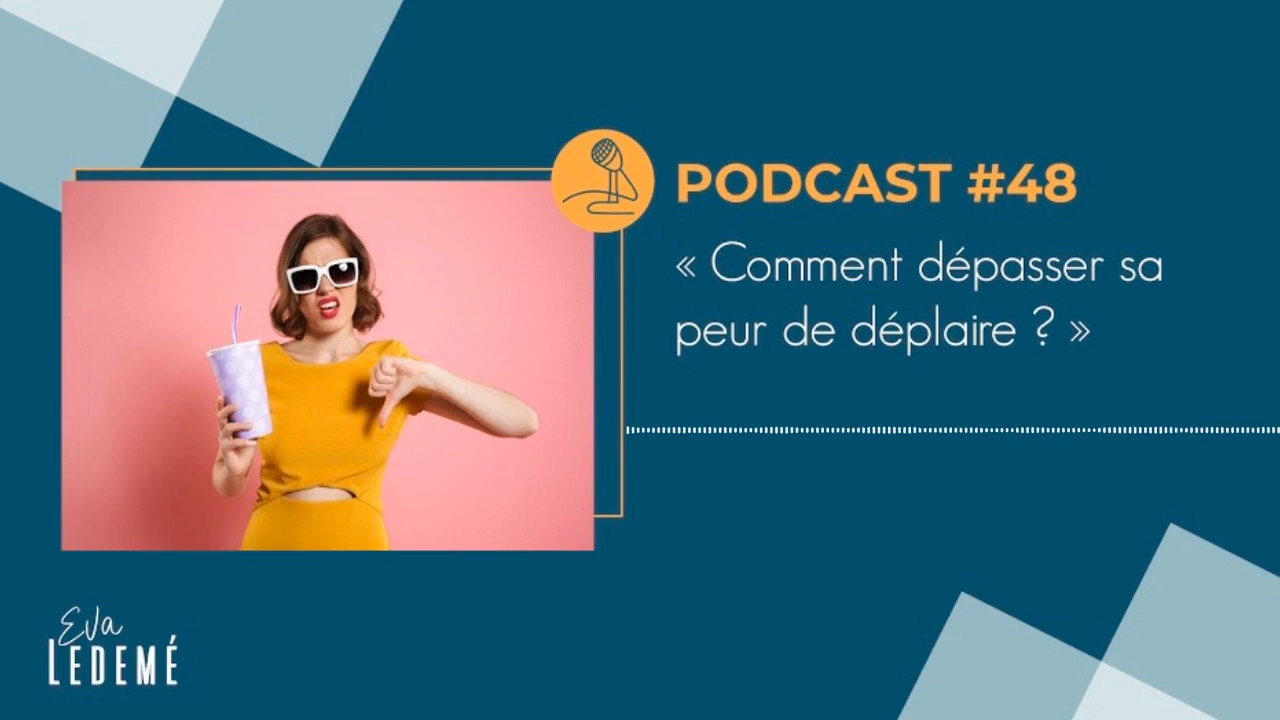 PODCAST #48
« Comment dépasser sa
peur de déplaire ? »
Eva
LEDEMÉ